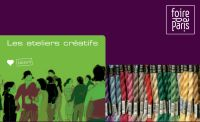 foire
de
Paris
Les ateliers créatifs